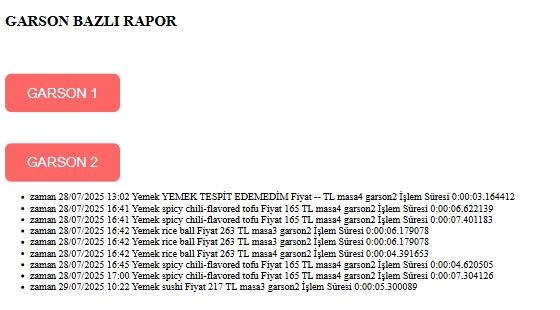 GARSON BAZLI RAPOR
GARSON 1
GARSON 2
zaman 28/07/2025 13:02 Yemek YEMEK TESPİT EDEMEDİM Fiyat -- TL masa4 garson2 İşlem Süresi 0:00:03.164412
zaman 28/07/2025 16:41 Yemek spicy chili-flavored tofu Fiyat 165 TL masa4 garson2 İşlem Süresi 0:00:06.622139
zaman 28/07/2025 16:41 Yemek spicy chili-flavored tofu Fiyat 165 TL masa4 garson2 İşlem Süresi 0:00:07.401183
zaman 28/07/2025 16:42 Yemek rice ball Fiyat 263 TL masa4 garson2 İşlem Süresi 0:00:06.179078
zaman 28/07/2025 16:42 Yemek rice ball Fiyat 263 TL masa3 garson2 İşlem Süresi 0:00:06.179078
zaman 28/07/2025 16:42 Yemek rice ball Fiyat 263 TL masa4 garson2 İşlem Süresi 0:00:04.391653
zaman 28/07/2025 16:45 Yemek spicy chili-flavored tofu Fiyat 165 TL masa4 garson2 İşlem Süresi 0:00:04.620505
zaman 28/07/2025 17:00 Yemek spicy chili-flavored tofu Fiyat 165 TL masa4 garson2 İşlem Süresi 0:00:07.304126
zaman 29/07/2025 10:22 Yemek sushi Fiyat 217 TL masa3 garson2 İşlem Süresi 0:00:05.300089